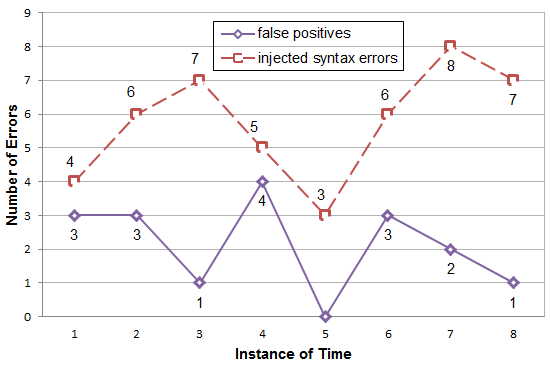 false positives
injected syntax errors
Number of Errors
9
8
7
6
5
4
3
2
1
0
4 6 7 5 3 6 8 7
3 3 1 4 3 2 1
1 2 3 4 5 6 7 8
Instance of Time